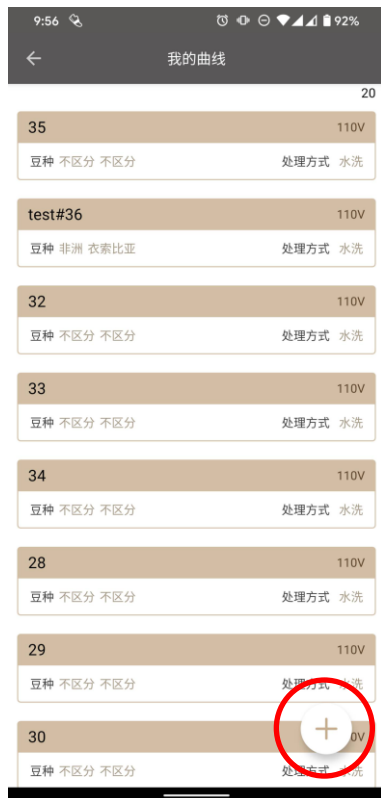 9:56 92%
我的曲线
20
35 110V
豆种 不区分 不区分 处理方式 水洗
test#36 110V
豆种 非洲 衣索比亚 处理方式 水洗
32 110V
豆种 不区分 不区分 处理方式 水洗
33 110V
豆种 不区分 不区分 处理方式 水洗
34 110V
豆种 不区分 不区分 处理方式 水洗
28 110V
豆种 不区分 不区分 处理方式 水洗
29 110V
豆种 不区分 不区分 处理方式 水洗
30 0V
豆种 不区分 不区分 处理方式 水洗